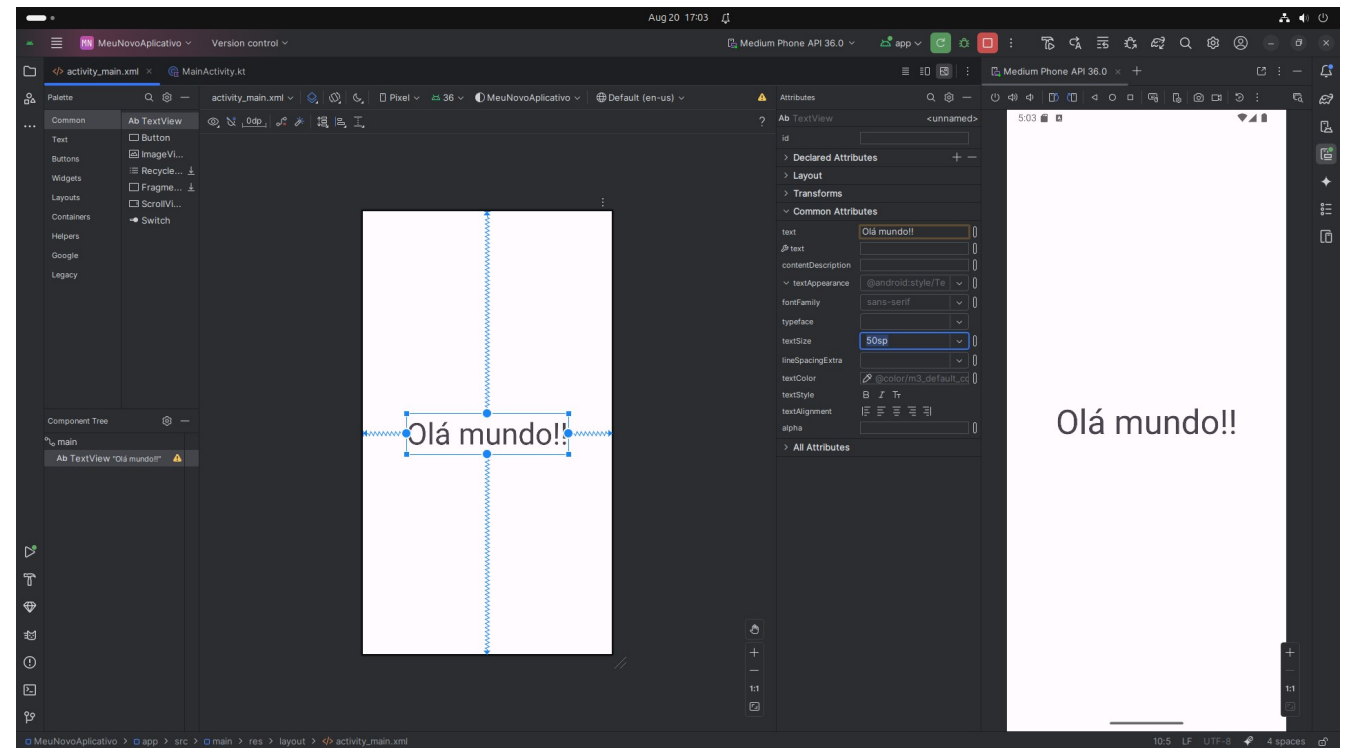 Aug 20 17:03
MN MeuNovoAplicativo Version control Medium Phone API 36.0 app
activity_main.xml MainActivity.kt Medium Phone API 36.0
Palette activity_main.xml Pixel 36 MeuNovoAplicativo Default (en-us) Attributes
Common Ab TextView 0dp Ab TextView <unnamed> 5:03
Text Button id
Buttons ImageVi... Declared Attributes
Widgets Recycle... Layout
Layouts Fragme... Transforms
Containers ScrollVi... Common Attributes
Helpers Switch
Google
Legacy
text Olá mundo!!
text
contentDescription
textAppearance @android:style/Te
fontFamily sans-serif
typeface
textSize 50sp
lineSpacingExtra
textColor @color/m3_default_co
textStyle B I Tr
textAlignment
alpha
All Attributes
Olá mundo!!
Olá mundo!!
Component Tree
main
Ab TextView "Olá mundo!!"
1:1
1:1
MeuNovoAplicativo > app > src > main > res > layout > activity_main.xml 10:5 LF UTF-8 4 spaces